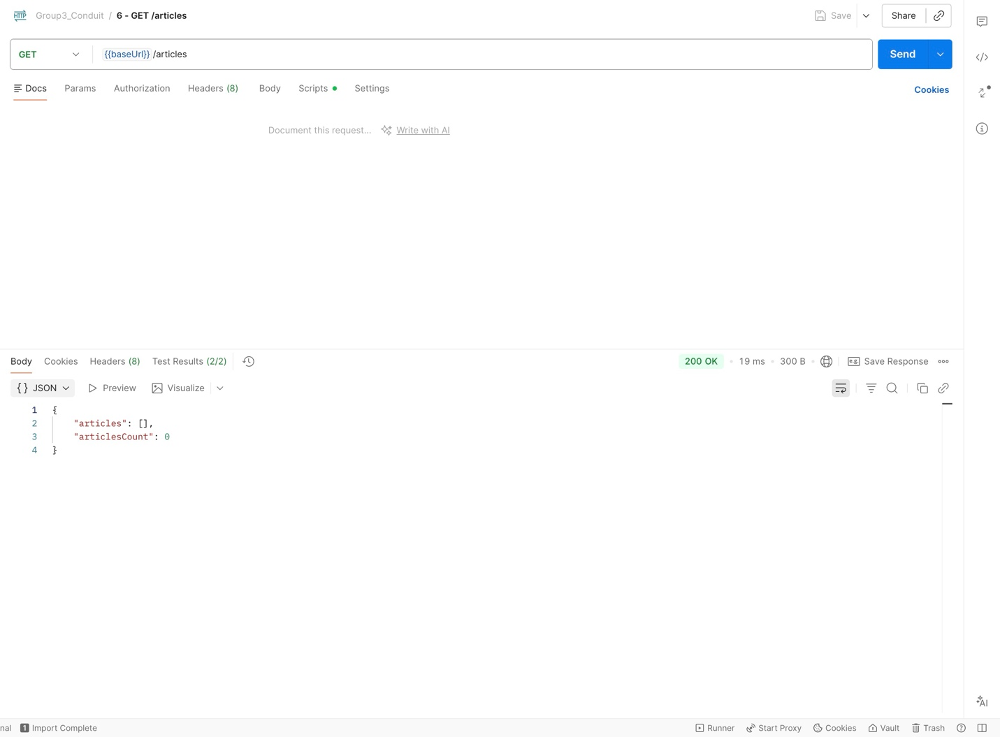 HTTP Group3_Conduit / 6 - GET /articles Save Share
GET {{baseUrl}} /articles Send
Docs Params Authorization Headers (8) Body Scripts Settings Cookies
Document this request... Write with AI
Body Cookies Headers (8) Test Results (2/2) 200 OK 19 ms 300 B e.g. Save Response
{} JSON Preview Visualize
1 {
2 "articles": [],
3 "articlesCount": 0
4 }
AI
nal 1 Import Complete Runner Start Proxy Cookies Vault Trash